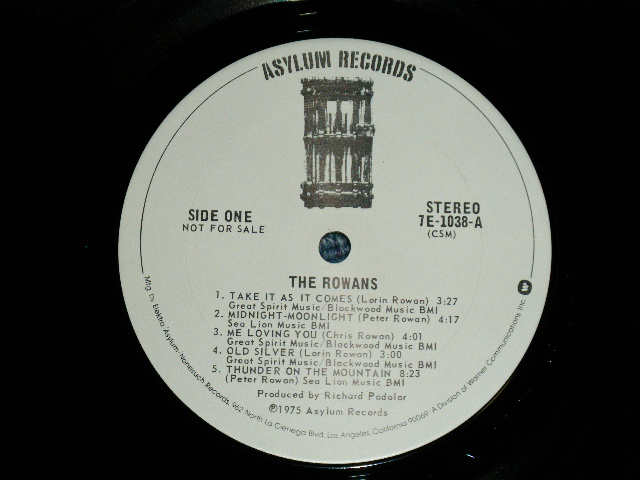 ASYLUM RECORDS
SIDE ONE
NOT FOR SALE
STEREO
7E-1038-A
(CSM)
THE ROWANS
1. TAKE IT AS IT COMES (Lorin Rowan) 3:27
Great Spirit Music/Blackwood Music BMI
2. MIDNIGHT-MOONLIGHT (Peter Rowan) 4:17
Sea Lion Music BMI
3. ME LOVING YOU (Chris Rowan) 4:01
Great Spirit Music/Blackwood Music BMI
4. OLD SILVER (Lorin Rowan) 3:00
Great Spirit Music/Blackwood Music BMI
5. THUNDER ON THE MOUNTAIN 8:23
(Peter Rowan) Sea Lion Music BMI
Produced by Richard Podolor
℗©1975 Asylum Records
Mfg. by Elektra/Asylum/Nonesuch Records, 962 North La Cienega Blvd., Los Angeles, California 90069. A Division of Warner Communications Inc.